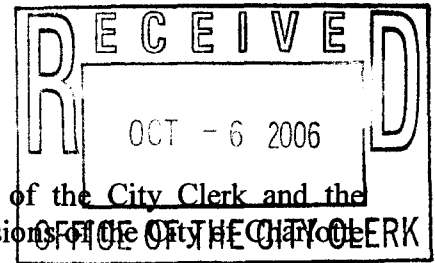 RECEIVED
OCT - 6 2006
of the City Clerk and the
sions of the City of Charlotte
OFFICE OF THE CITY CLERK